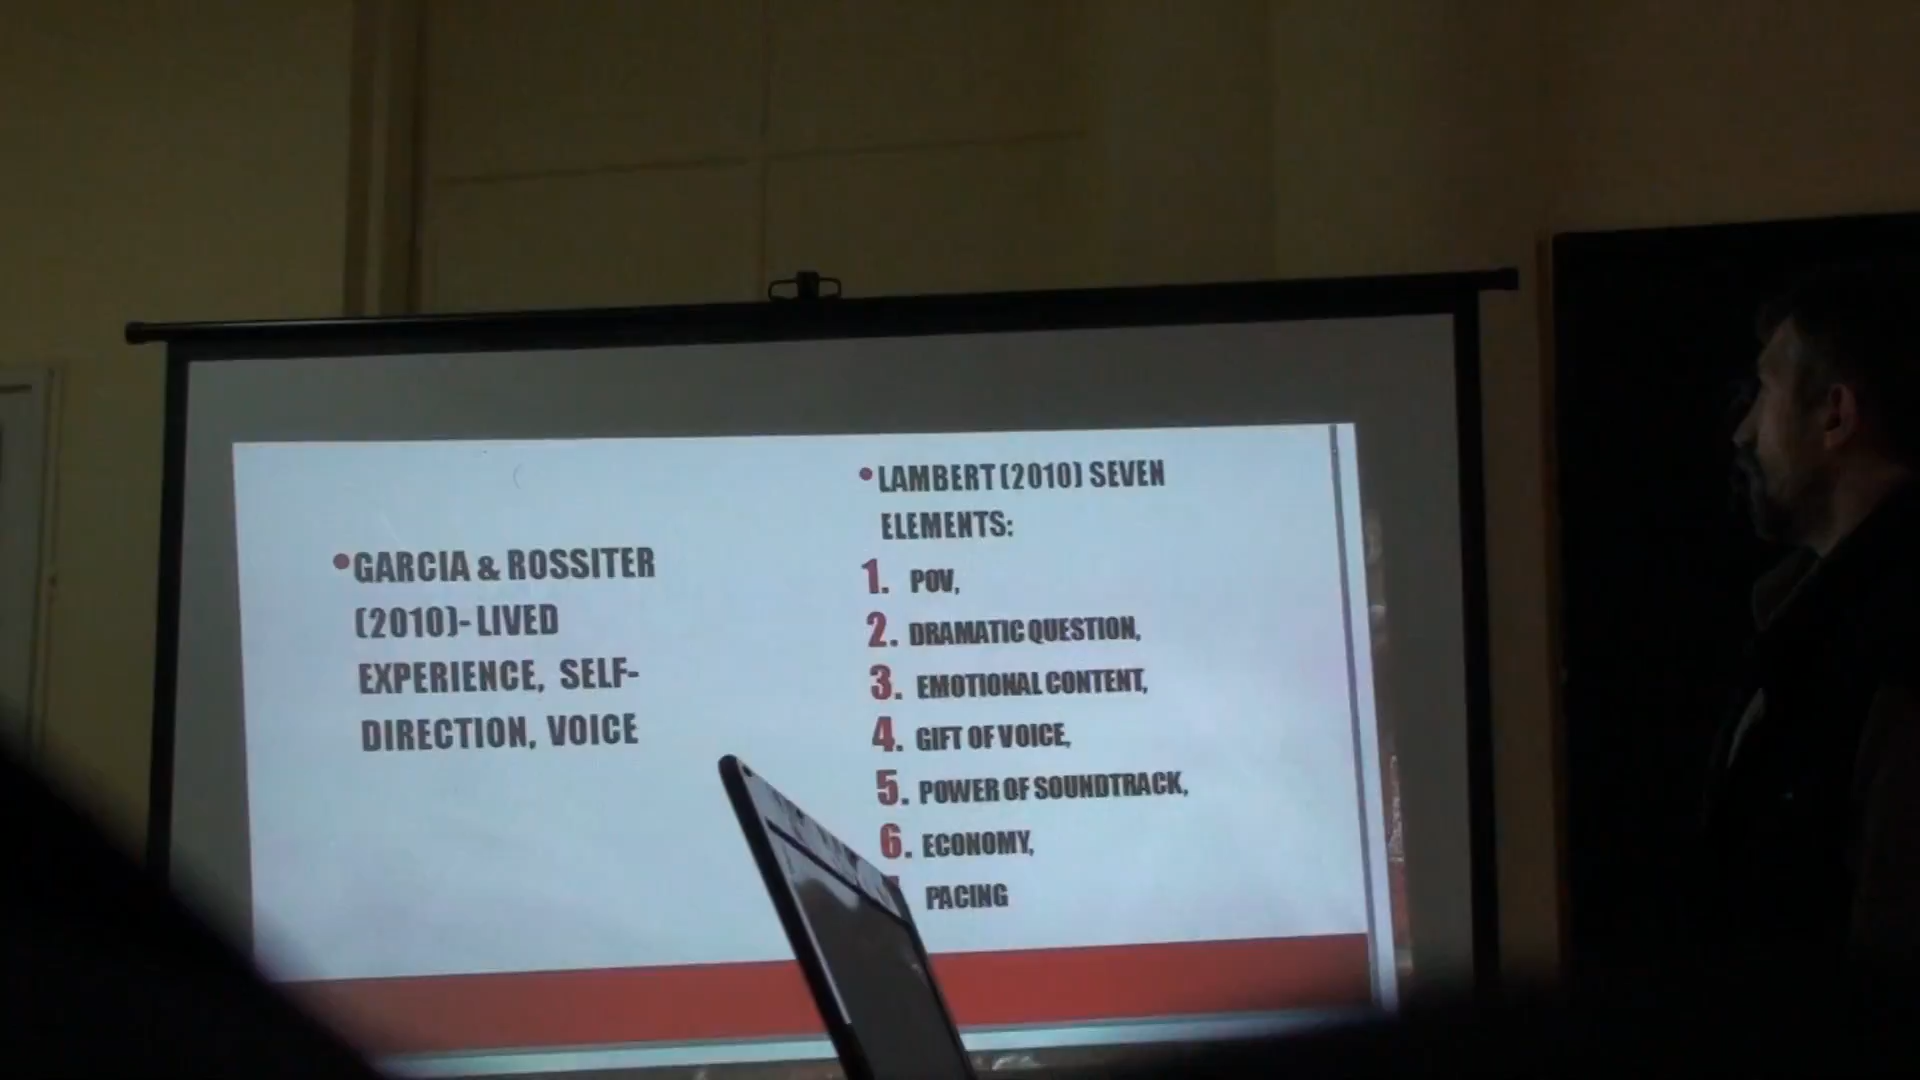 •GARCIA & ROSSITER
(2010)- LIVED
EXPERIENCE, SELF-
DIRECTION, VOICE
•LAMBERT (2010) SEVEN
ELEMENTS:
1. POV,
2. DRAMATIC QUESTION,
3. EMOTIONAL CONTENT,
4. GIFT OF VOICE,
5. POWER OF SOUNDTRACK,
6. ECONOMY,
PACING